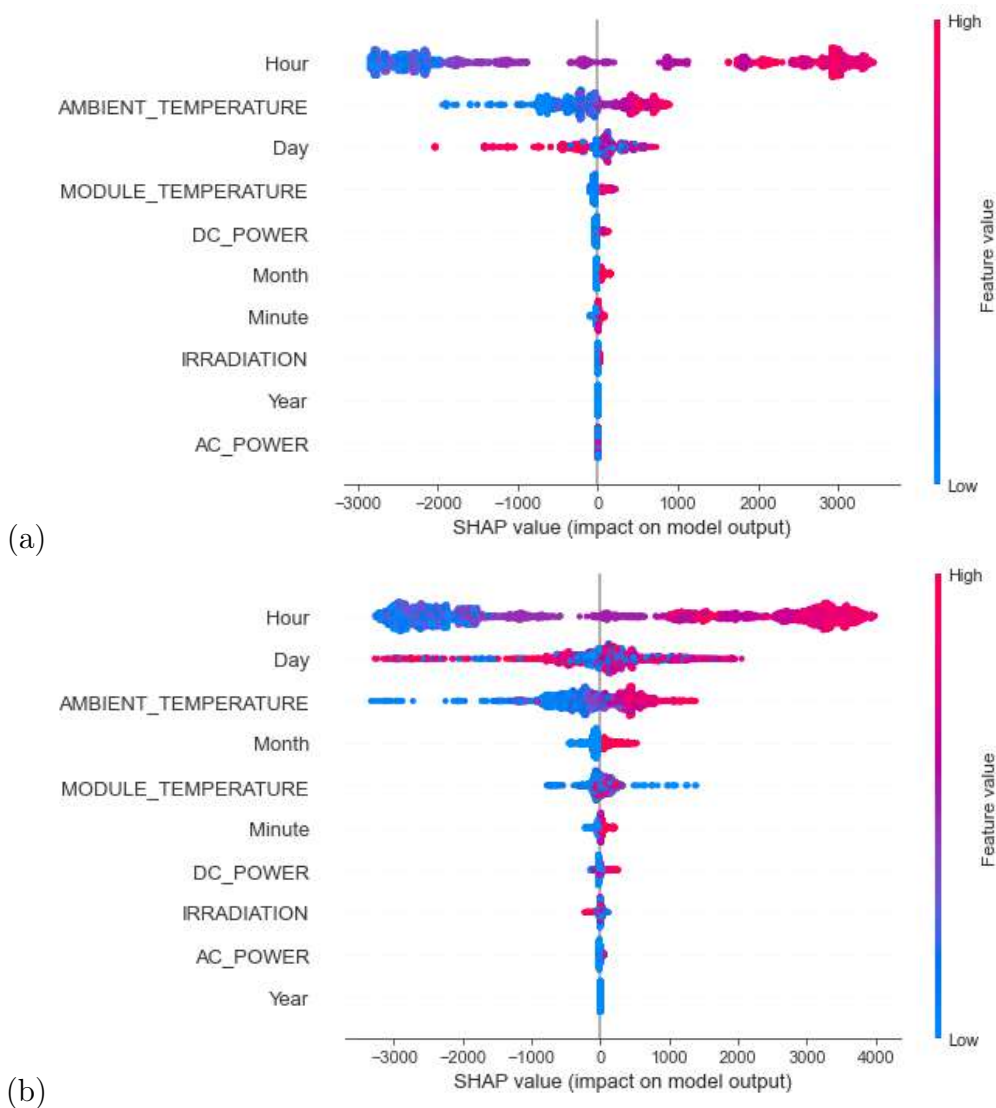 High
Hour
AMBIENT_TEMPERATURE
Day
MODULE_TEMPERATURE
DC_POWER
Month
Minute
IRRADIATION
Year
AC_POWER
Feature value
Low
−3000 −2000 −1000 0 1000 2000 3000
SHAP value (impact on model output)
(a)
High
Hour
Day
AMBIENT_TEMPERATURE
Month
MODULE_TEMPERATURE
Minute
DC_POWER
IRRADIATION
AC_POWER
Year
Feature value
Low
−3000 −2000 −1000 0 1000 2000 3000 4000
SHAP value (impact on model output)
(b)